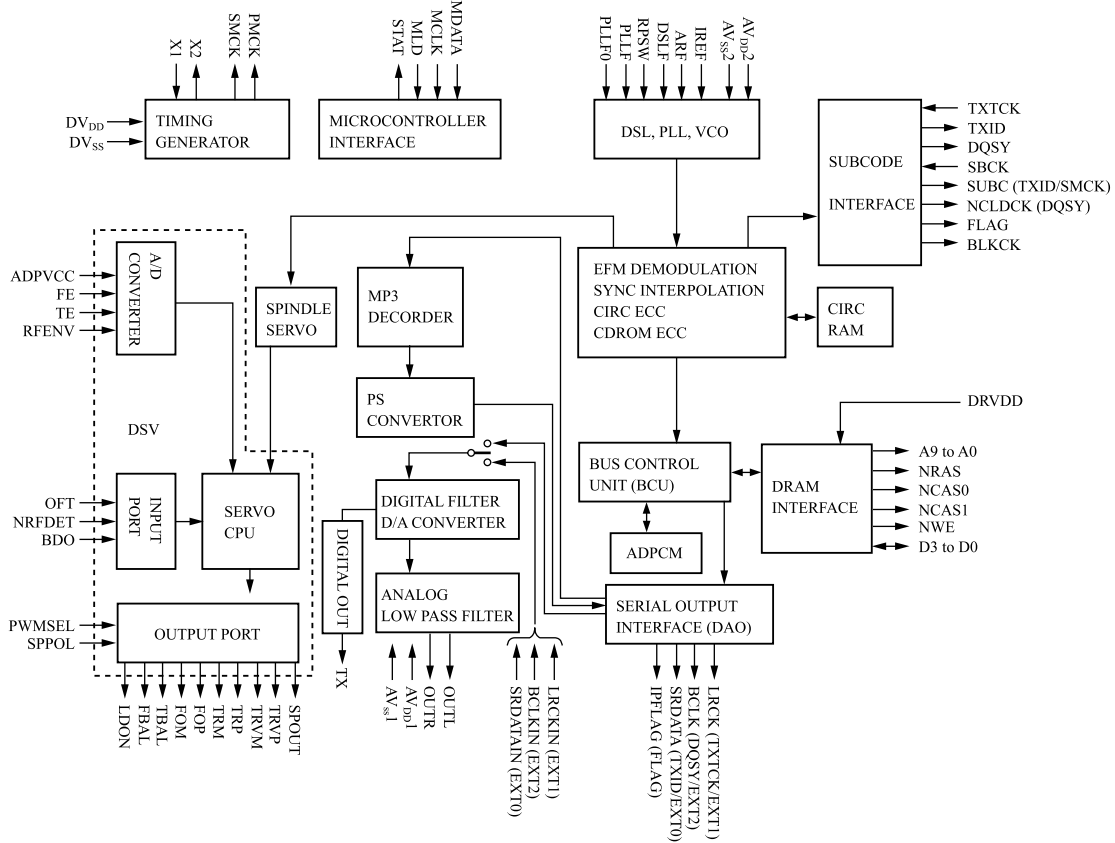 X1
X2
SMCK
PMCK
STAT
MLD
MCLK
MDATA
PLLF0
PLLF
RPSW
DSLF
ARF
IREF
AVSS2
AVDD2
DVDD
DVSS
TIMING
GENERATOR
MICROCONTROLLER
INTERFACE
DSL, PLL, VCO
SUBCODE
INTERFACE
TXTCK
TXID
DQSY
SBCK
SUBC (TXID/SMCK)
NCLDCK (DQSY)
FLAG
BLKCK
ADPVCC
FE
TE
RFENV
A/D
CONVERTER
SPINDLE
SERVO
MP3
DECORDER
EFM DEMODULATION
SYNC INTERPOLATION
CIRC ECC
CDROM ECC
CIRC
RAM
PS
CONVERTOR
DRVDD
DSV
BUS CONTROL
UNIT (BCU)
DRAM
INTERFACE
A9 to A0
NRAS
NCAS0
NCAS1
NWE
D3 to D0
OFT
NRFDET
BDO
INPUT
PORT
SERVO
CPU
DIGITAL FILTER
D/A CONVERTER
DIGITAL OUT
ADPCM
ANALOG
LOW PASS FILTER
SERIAL OUTPUT
INTERFACE (DAO)
PWMSEL
SPPOL
OUTPUT PORT
LDON
FBAL
TBAL
FOM
FOP
TRM
TRP
TRVM
TRVP
SPOUT
TX
AVSS1
AVDD1
OUTR
OUTL
SRDATAIN (EXT0)
BCLKIN (EXT2)
LRCKIN (EXT1)
IPFLAG (FLAG)
SRDATA (TXID/EXT0)
BCLK (DQSY/EXT2)
LRCK (TXTCK/EXT1)